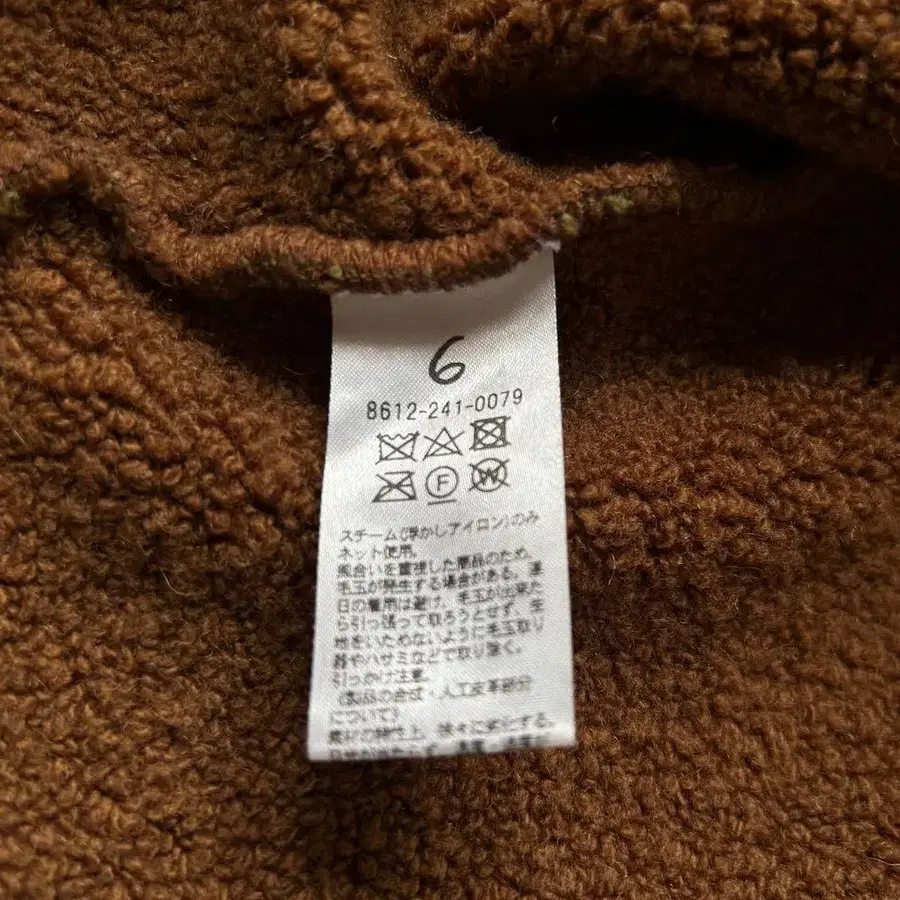 6
8612-241-0079
F W
スチーム(浮かしアイロン)のみ
ネット使用。
風合いを重視した商品のため、
毛玉が発生する場合がある。連
日の着用は避け、毛玉が出来た
ら引っ張って取ろうとせず、生
地をいためないように毛玉取り
器やハサミなどで取り除く。
引っかけ注意。
(製品の合成・人工皮革部分
について)
素材の特性上、徐々に劣化する。